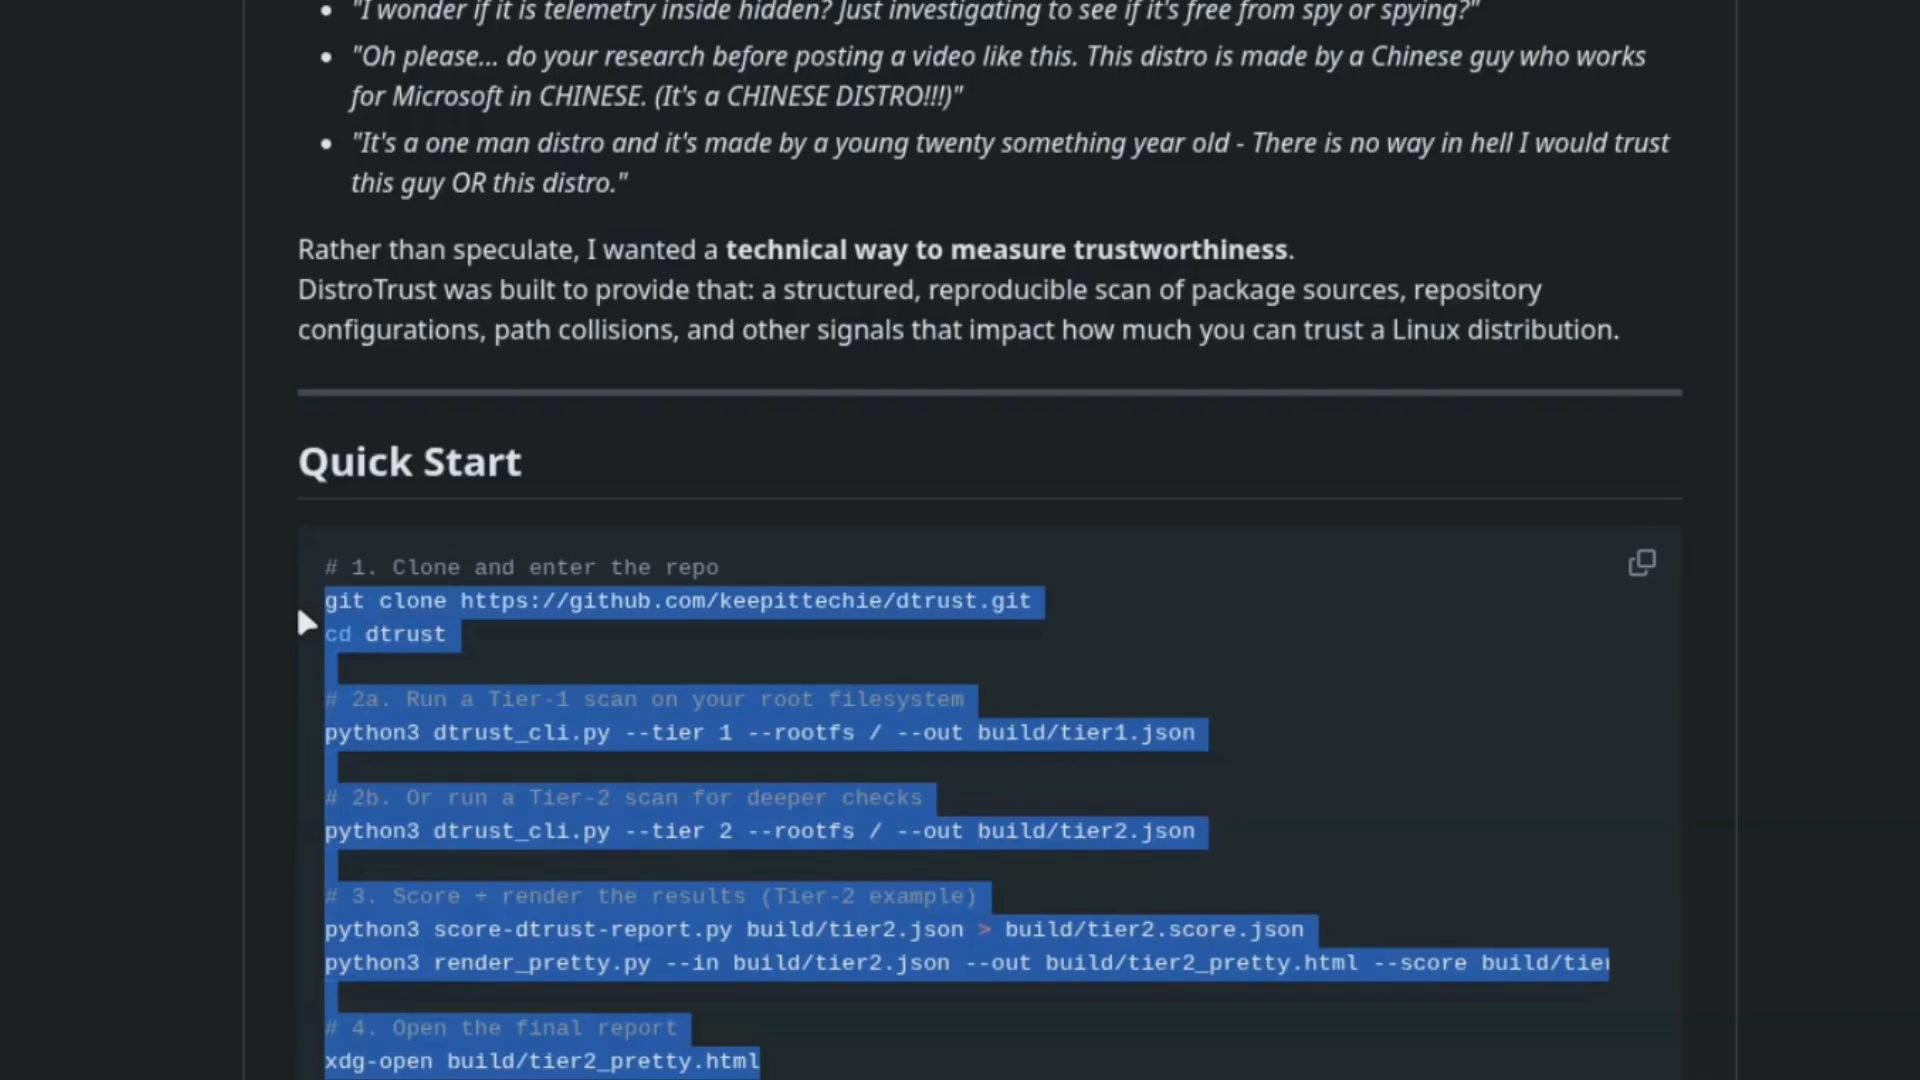 "I wonder if it is telemetry inside hidden? Just investigating to see if it's free from spy or spying?"
"Oh please... do your research before posting a video like this. This distro is made by a Chinese guy who works
for Microsoft in CHINESE. (It's a CHINESE DISTRO!!!)"
"It's a one man distro and it's made by a young twenty something year old - There is no way in hell I would trust
this guy OR this distro."
Rather than speculate, I wanted a technical way to measure trustworthiness.
DistroTrust was built to provide that: a structured, reproducible scan of package sources, repository
configurations, path collisions, and other signals that impact how much you can trust a Linux distribution.
Quick Start
# 1. Clone and enter the repo
git clone https://github.com/keepittechie/dtrust.git
cd dtrust
# 2a. Run a Tier-1 scan on your root filesystem
python3 dtrust_cli.py --tier 1 --rootfs / --out build/tier1.json
# 2b. Or run a Tier-2 scan for deeper checks
python3 dtrust_cli.py --tier 2 --rootfs / --out build/tier2.json
# 3. Score + render the results (Tier-2 example)
python3 score-dtrust-report.py build/tier2.json > build/tier2.score.json
python3 render_pretty.py --in build/tier2.json --out build/tier2_pretty.html --score build/tier
# 4. Open the final report
xdg-open build/tier2_pretty.html